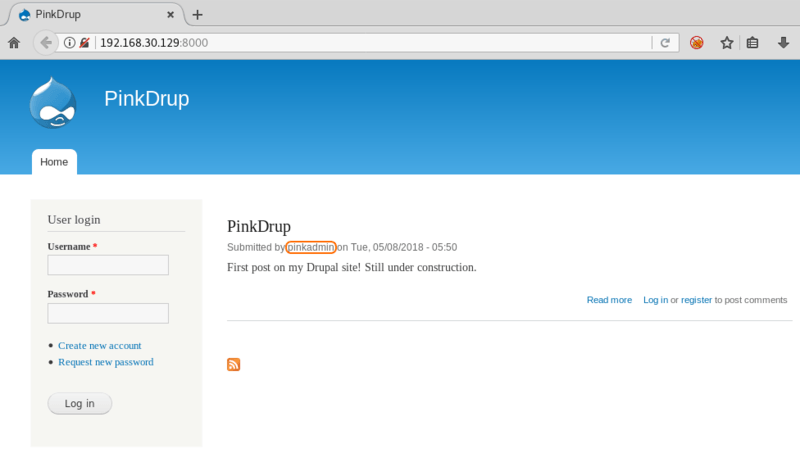 PinkDrup
192.168.30.129:8000
PinkDrup
Home
User login
Username *
Password *
Create new account
Request new password
Log in
PinkDrup
Submitted by pinkadmin on Tue, 05/08/2018 - 05:50
First post on my Drupal site! Still under construction.
Read more Log in or register to post comments